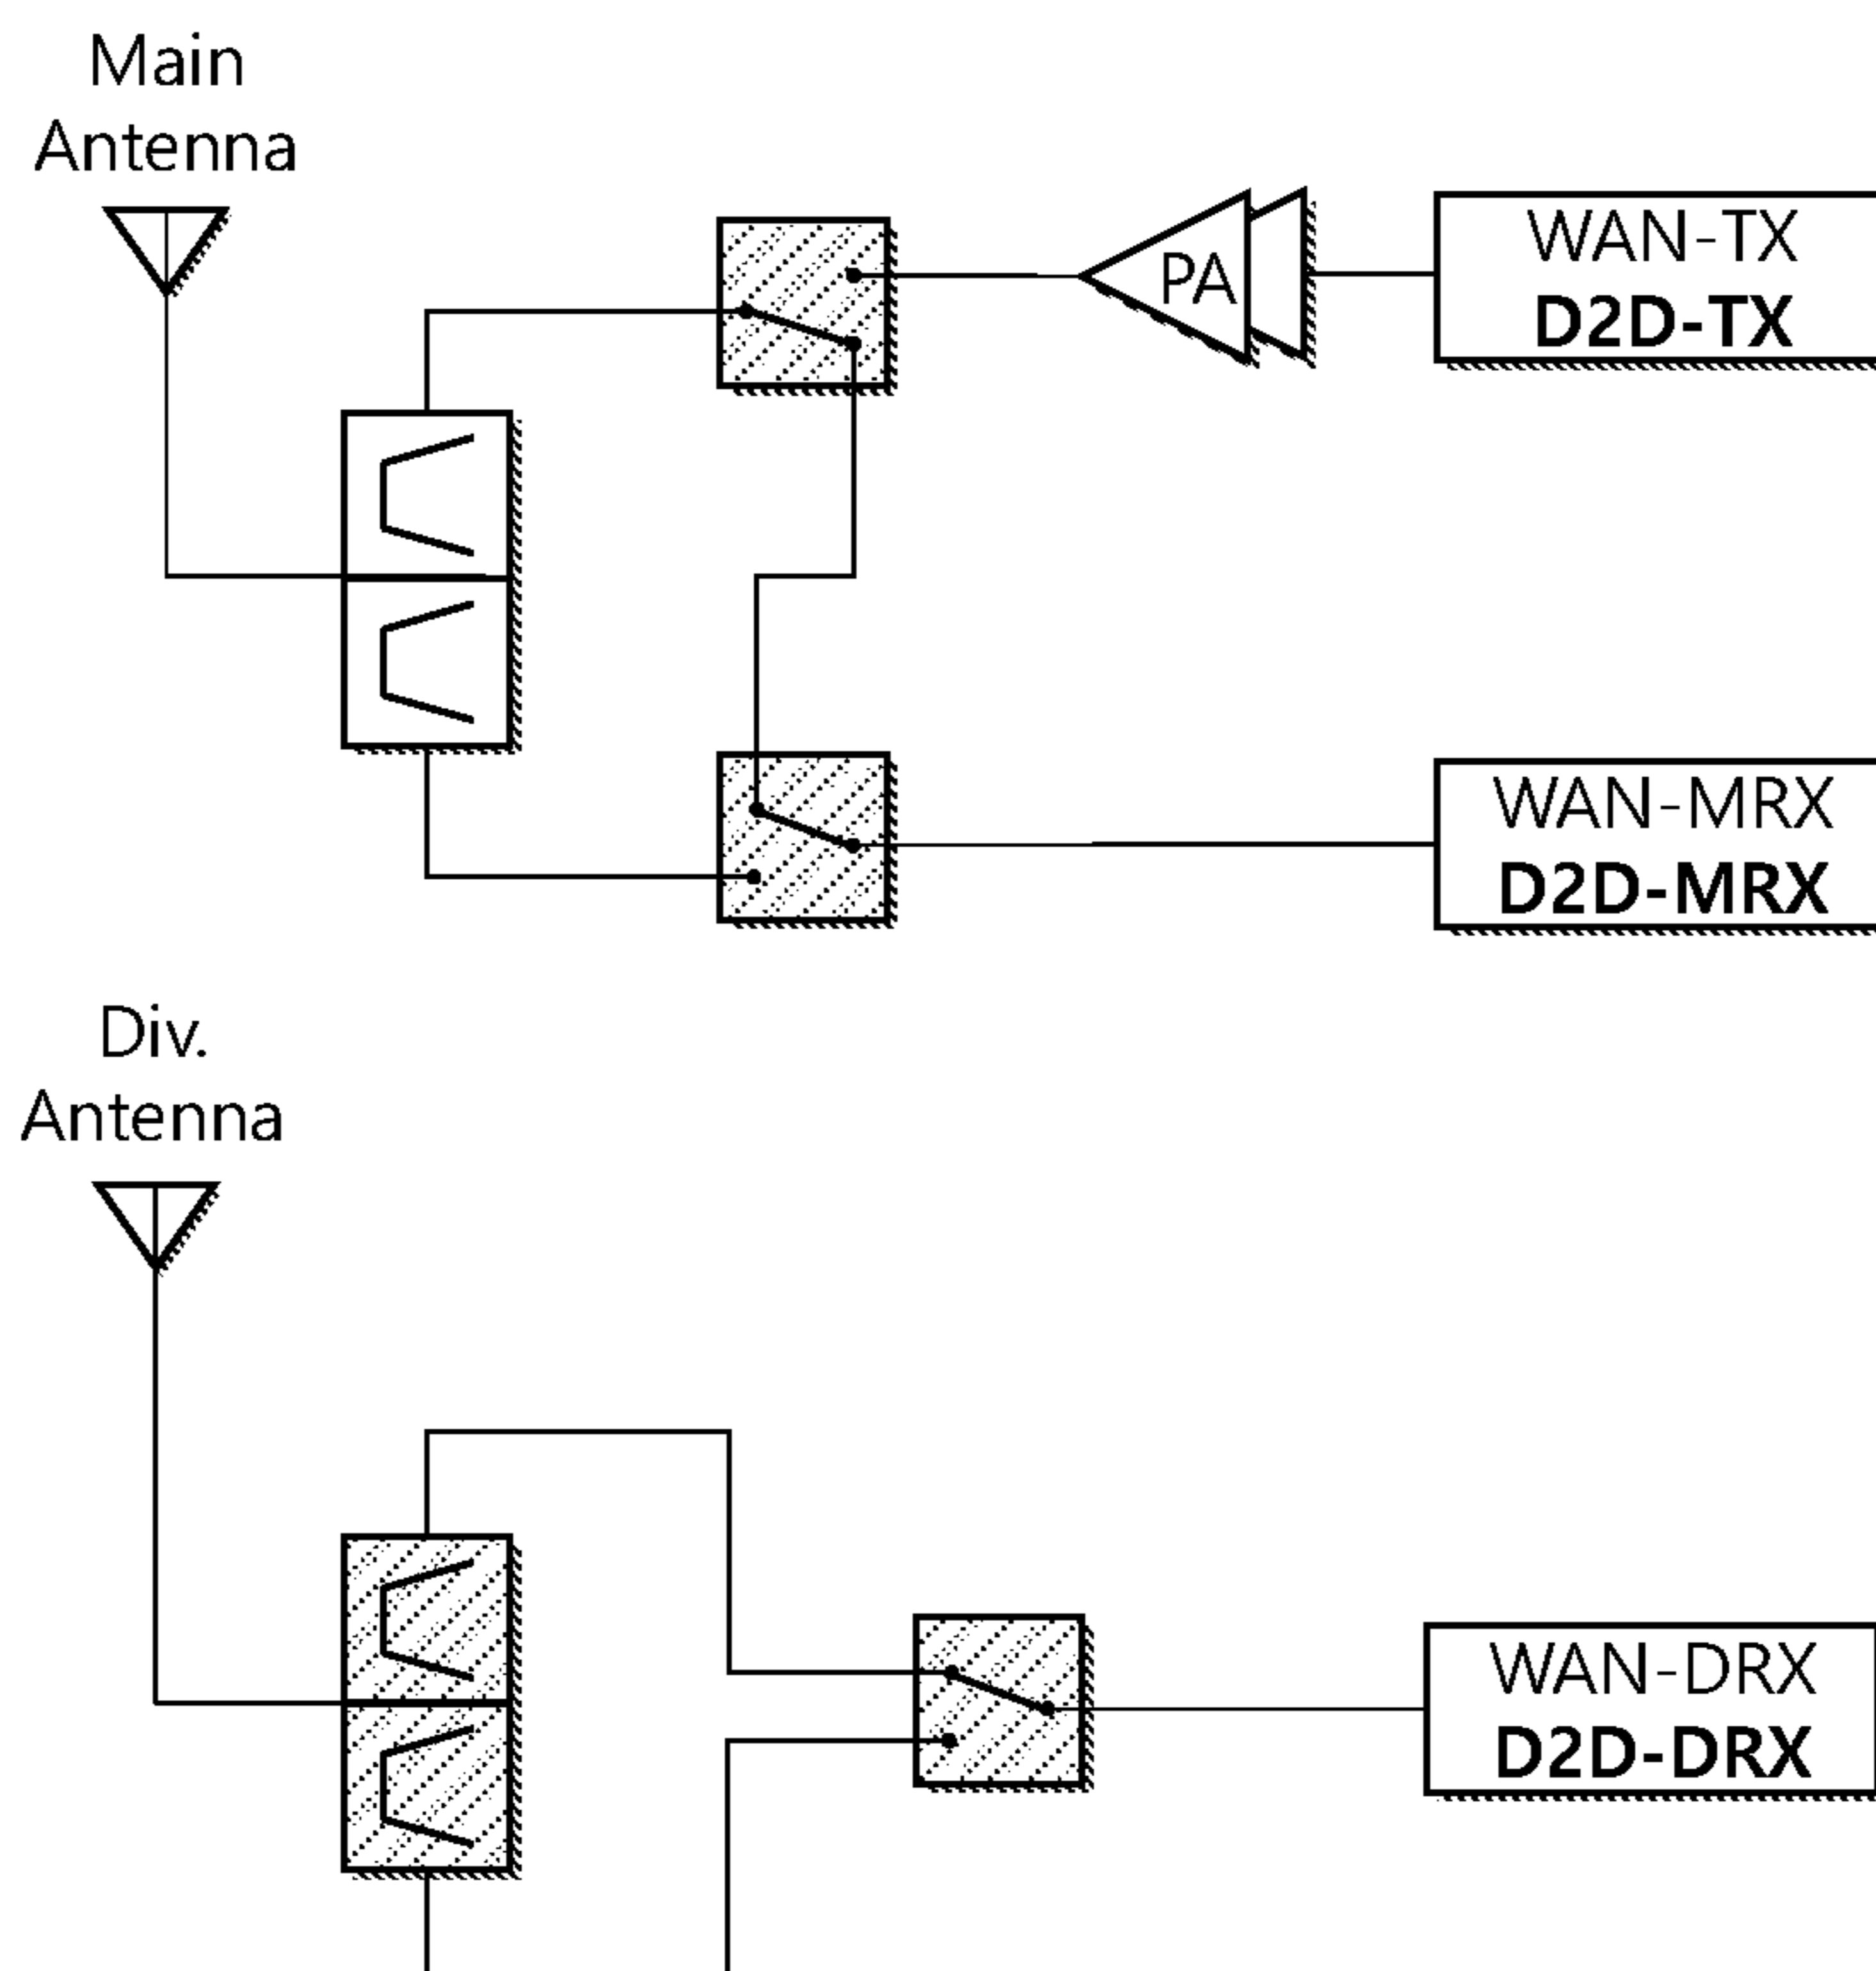 Main
Antenna
PA
WAN-TX
D2D-TX
WAN-MRX
D2D-MRX
Div.
Antenna
WAN-DRX
D2D-DRX